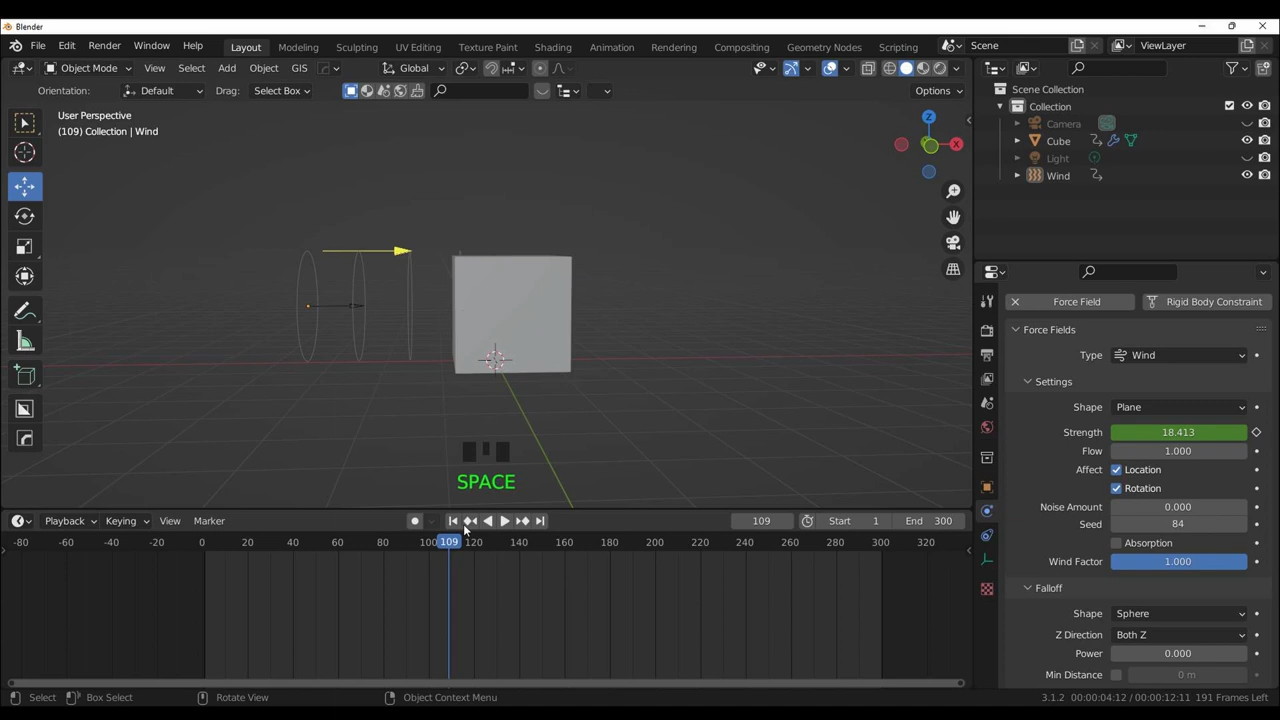 Blender
File Edit Render Window Help Layout Modeling Sculpting UV Editing Texture Paint Shading Animation Rendering Compositing Geometry Nodes Scripting Scene ViewLayer
Object Mode View Select Add Object GIS Global
Orientation: Default Drag: Select Box Options
User Perspective
(109) Collection | Wind
Z
X
Scene Collection
Collection
Camera
Cube
Light
Wind
Force Field Rigid Body Constraint
Force Fields
Type Wind
Settings
Shape Plane
Strength 18.413
Flow 1.000
Affect Location
Rotation
Noise Amount 0.000
Seed 84
Absorption
Wind Factor 1.000
Falloff
Shape Sphere
Z Direction Both Z
Power 0.000
Min Distance 0 m
SPACE
Playback Keying View Marker 109 Start 1 End 300
-80 -60 -40 -20 0 20 40 60 80 100 109 120 140 160 180 200 220 240 260 280 300 320
Select Box Select Rotate View Object Context Menu 3.1.2 00:00:04:12 / 00:00:12:11 191 Frames Left